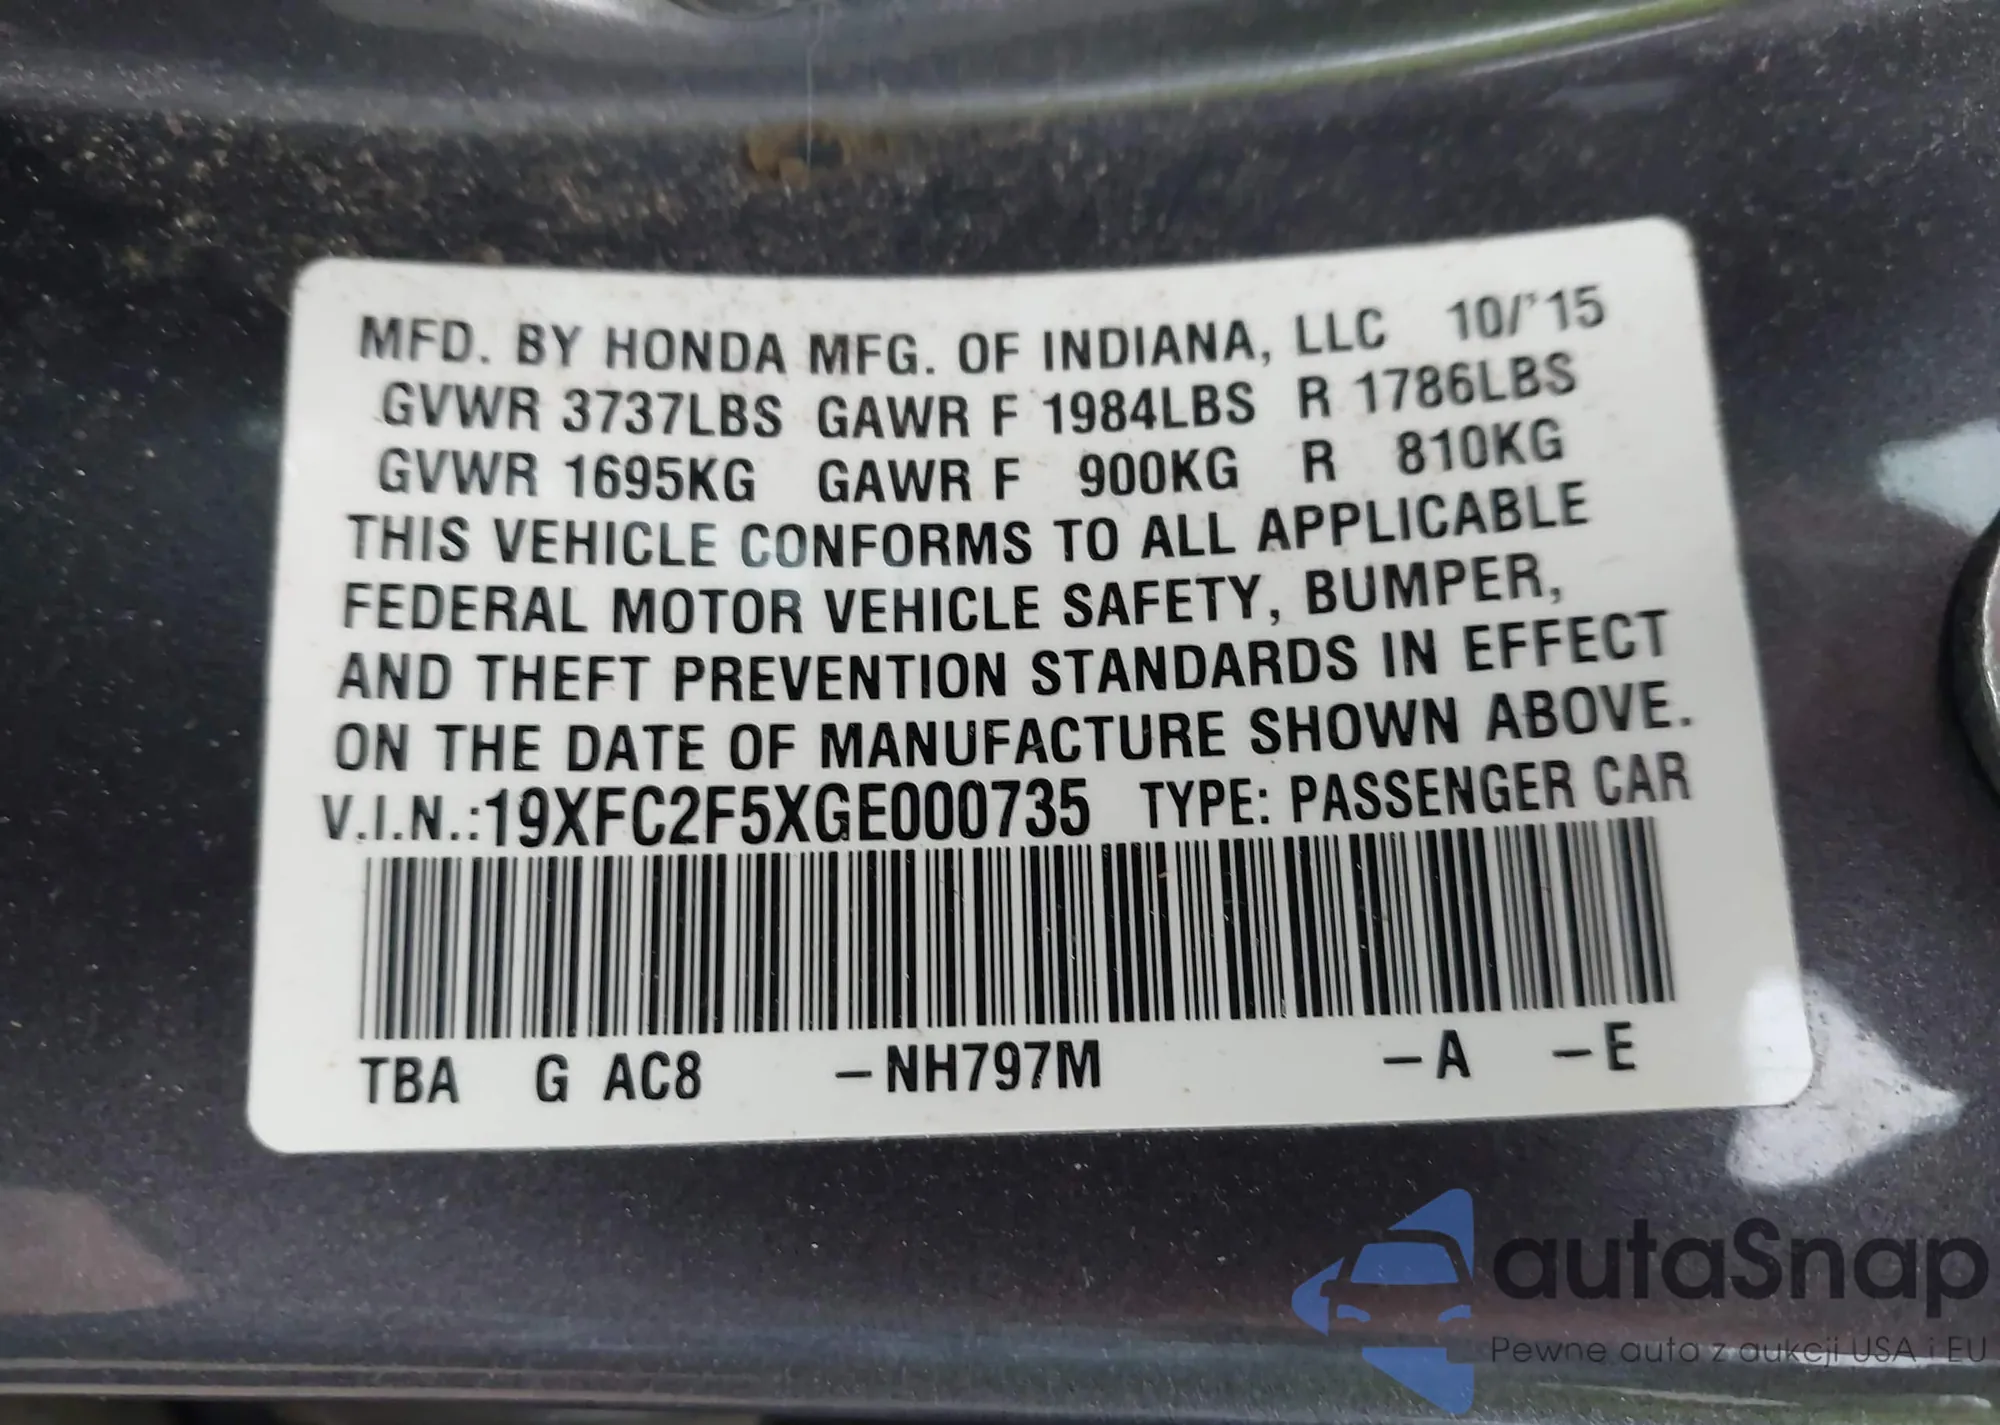 MFD. BY HONDA MFG. OF INDIANA, LLC 10/'15
GVWR 3737LBS GAWR F 1984LBS R 1786LBS
GVWR 1695KG GAWR F 900KG R 810KG
THIS VEHICLE CONFORMS TO ALL APPLICABLE
FEDERAL MOTOR VEHICLE SAFETY, BUMPER,
AND THEFT PREVENTION STANDARDS IN EFFECT
ON THE DATE OF MANUFACTURE SHOWN ABOVE.
V.I.N.:19XFC2F5XGE000735 TYPE: PASSENGER CAR
TBA G AC8 –NH797M –A –E
autaSnap
Pewne auta z aukcji USA i EU